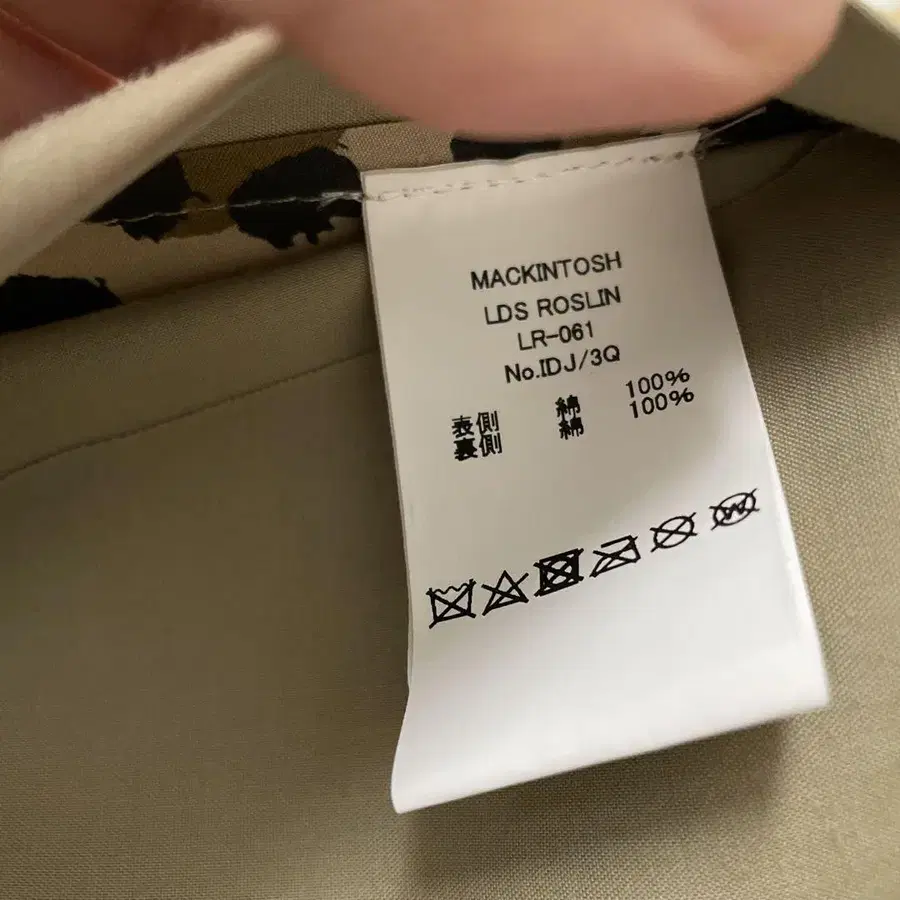 MACKINTOSH
LDS ROSLIN
LR-061
No.IDJ/3Q
表側 綿 100%
裏側 綿 100%